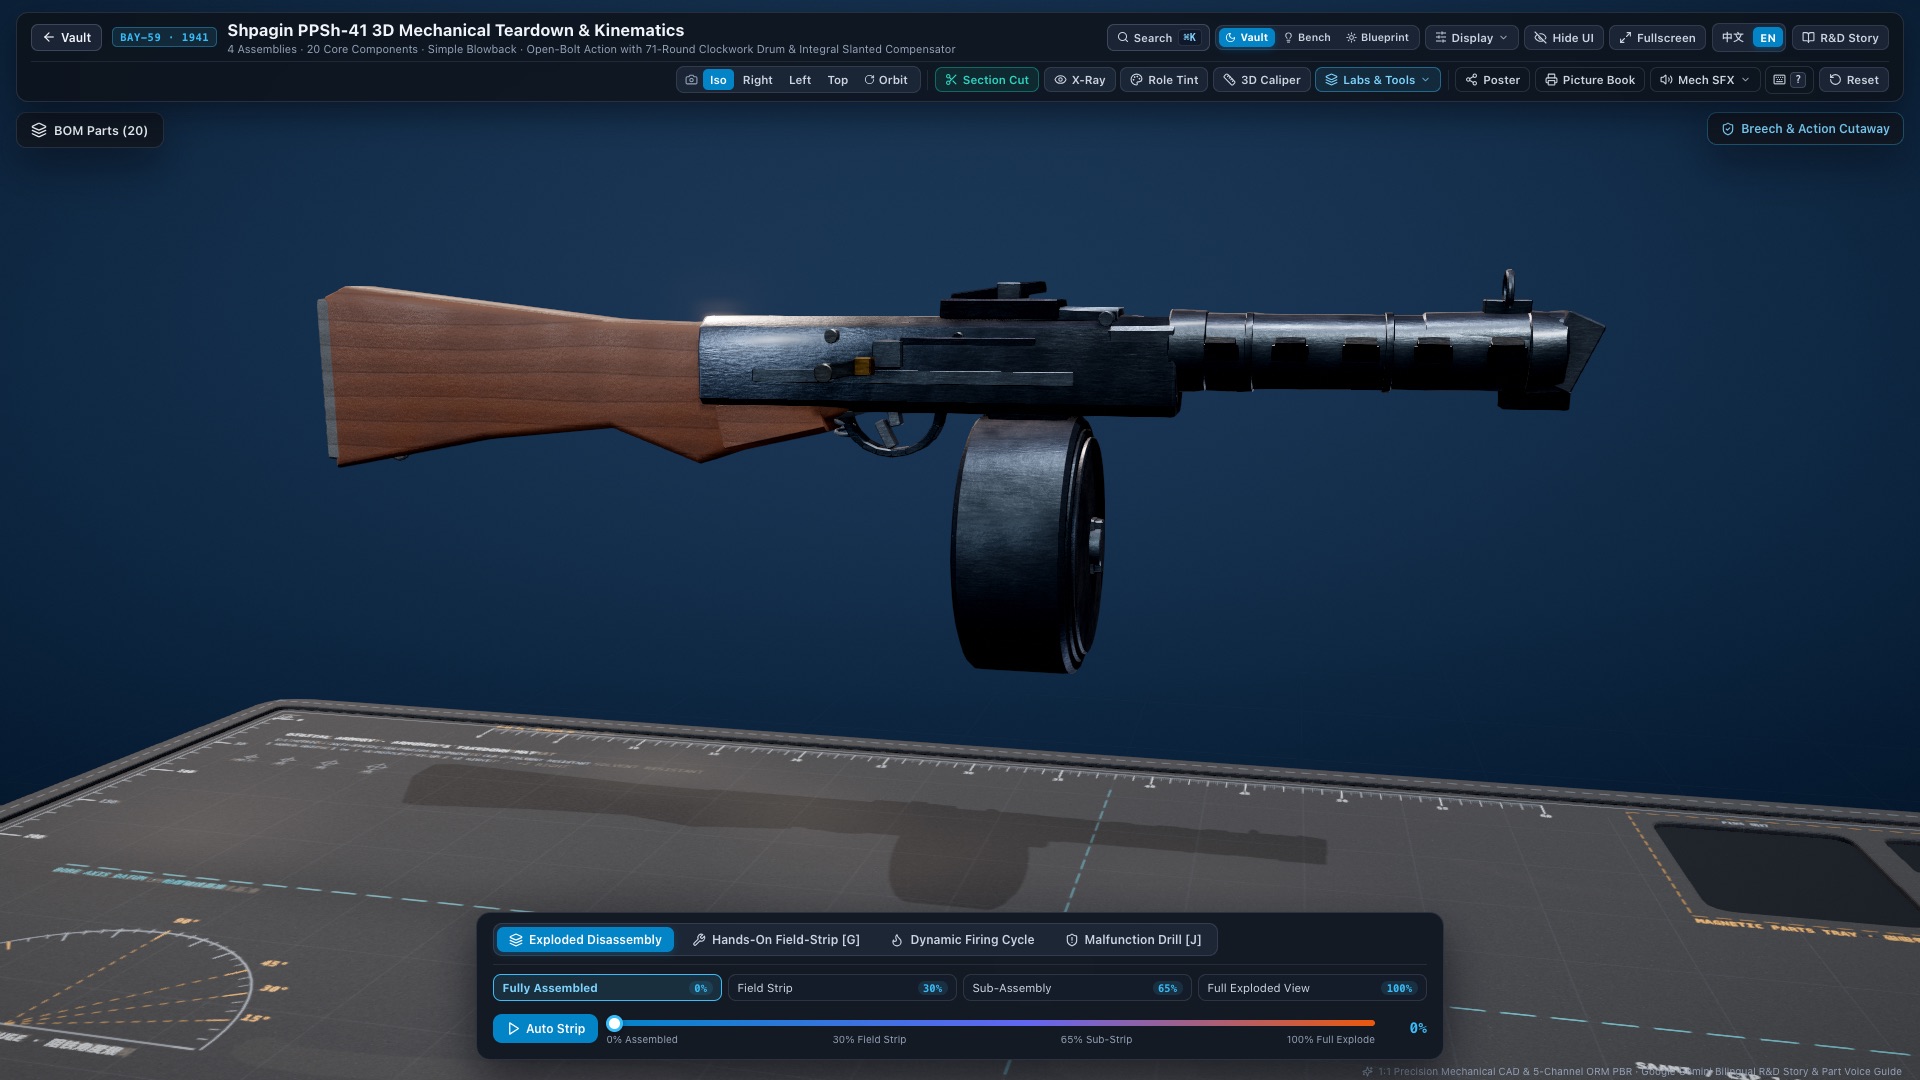 Vault
BAY-59 · 1941
Shpagin PPSh-41 3D Mechanical Teardown & Kinematics
4 Assemblies · 20 Core Components · Simple Blowback · Open-Bolt Action with 71-Round Clockwork Drum & Integral Slanted Compensator
Search ⌘K
Vault
Bench
Blueprint
Display
Hide UI
Fullscreen
中文
EN
R&D Story
Iso
Right
Left
Top
Orbit
Section Cut
X-Ray
Role Tint
3D Caliper
Labs & Tools
Poster
Picture Book
Mech SFX
?
Reset
BOM Parts (20)
Breech & Action Cutaway
90°
45°
30°
15°
MAGNETIC PARTS TRAY ·
Exploded Disassembly
Hands-On Field-Strip [G]
Dynamic Firing Cycle
Malfunction Drill [J]
Fully Assembled 0%
Field Strip 30%
Sub-Assembly 65%
Full Exploded View 100%
Auto Strip
0%
0% Assembled
30% Field Strip
65% Sub-Strip
100% Full Explode
1:1 Precision Mechanical CAD & 5-Channel ORM PBR · Google Gemini Bilingual R&D Story & Part Voice Guide